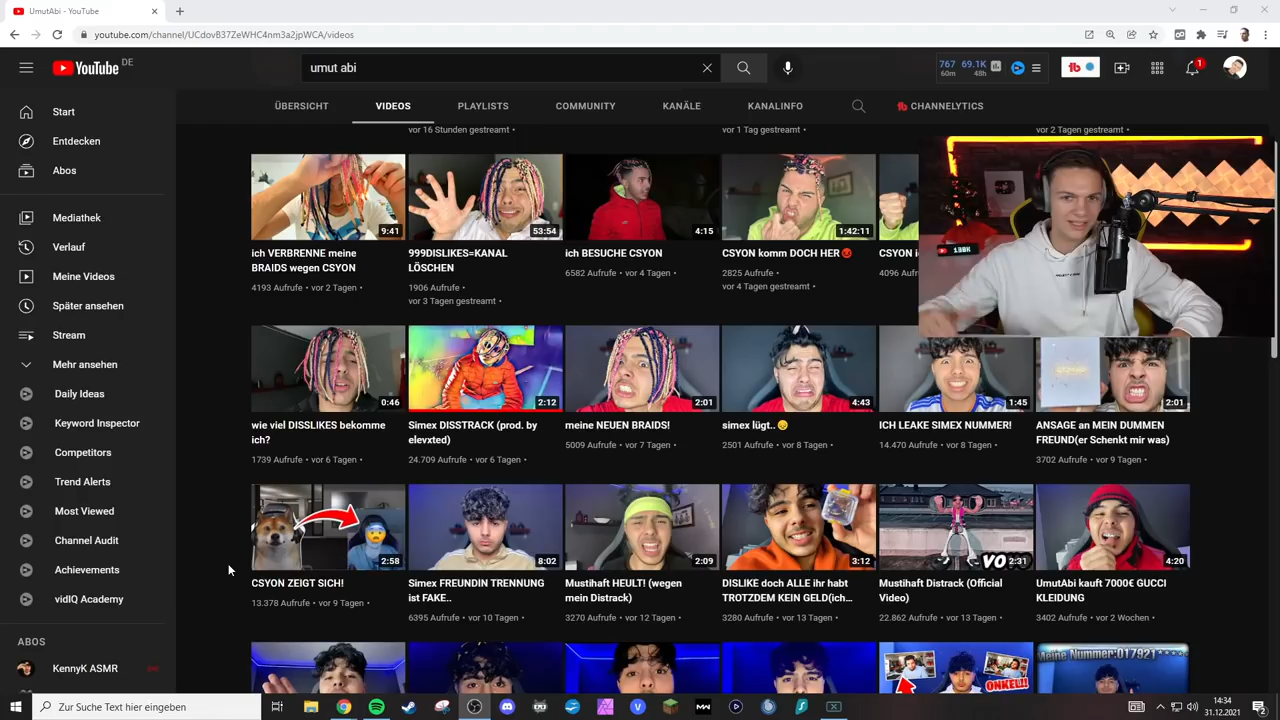 UmutAbi - YouTube
youtube.com/channel/UCdovB37ZeWHC4nm3a2jpWCA/videos
YouTube DE
umut abi
767 69.1K
60m 48h
1
ÜBERSICHT VIDEOS PLAYLISTS COMMUNITY KANÄLE KANALINFO CHANNELYTICS
Start
Entdecken
Abos
Mediathek
Verlauf
Meine Videos
Später ansehen
Stream
Mehr ansehen
Daily Ideas
Keyword Inspector
Competitors
Trend Alerts
Most Viewed
Channel Audit
Achievements
vidIQ Academy
ABOS
KennyK ASMR
vor 16 Stunden gestreamt •
vor 1 Tag gestreamt •
vor 2 Tagen gestreamt •
9:41
ich VERBRENNE meine
BRAIDS wegen CSYON
4193 Aufrufe • vor 2 Tagen •
53:54
999DISLIKES=KANAL
LÖSCHEN
1906 Aufrufe •
vor 3 Tagen gestreamt •
4:15
ich BESUCHE CSYON
6582 Aufrufe • vor 4 Tagen •
1:42:11
CSYON komm DOCH HER😡
2825 Aufrufe •
vor 4 Tagen gestreamt •
4096 Aufrufe
130K
0:46
wie viel DISSLIKES bekomme
ich?
1739 Aufrufe • vor 6 Tagen •
2:12
Simex DISSTRACK (prod. by
elevxted)
24.709 Aufrufe • vor 6 Tagen •
2:01
meine NEUEN BRAIDS!
5009 Aufrufe • vor 7 Tagen •
4:43
simex lügt..😔
2501 Aufrufe • vor 8 Tagen •
1:45
ICH LEAKE SIMEX NUMMER!
14.470 Aufrufe • vor 8 Tagen •
2:01
ANSAGE an MEIN DUMMEN
FREUND(er Schenkt mir was)
3702 Aufrufe • vor 9 Tagen •
2:58
CSYON ZEIGT SICH!
13.378 Aufrufe • vor 9 Tagen •
8:02
Simex FREUNDIN TRENNUNG
ist FAKE..
6395 Aufrufe • vor 10 Tagen •
2:09
Mustihaft HEULT! (wegen
mein Distrack)
3270 Aufrufe • vor 12 Tagen •
3:12
DISLIKE doch ALLE ihr habt
TROTZDEM KEIN GELD(ich…
3280 Aufrufe • vor 13 Tagen •
VO 2:31
Mustihaft Distrack (Official
Video)
22.862 Aufrufe • vor 13 Tagen •
4:20
UmutAbi kauft 7000€ GUCCI
KLEIDUNG
3402 Aufrufe • vor 2 Wochen •
ONKEL!!
Meine Nummer:017921****
Zur Suche Text hier eingeben
14:34
31.12.2021
2